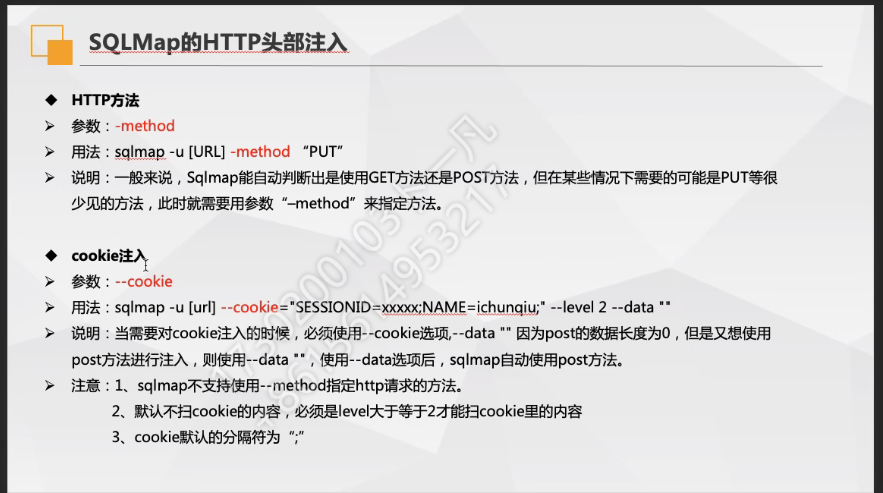 SQLMap的HTTP头部注入
◆ HTTP方法
➢ 参数：-method
➢ 用法：sqlmap -u [URL] -method “PUT”
➢ 说明：一般来说，Sqlmap能自动判断出是使用GET方法还是POST方法，但在某些情况下需要的可能是PUT等很
少见的方法，此时就需要用参数“–method”来指定方法。
◆ cookie注入
➢ 参数：--cookie
➢ 用法：sqlmap -u [url] --cookie="SESSIONID=xxxxx;NAME=ichunqiu;" --level 2 --data ""
➢ 说明：当需要对cookie注入的时候，必须使用--cookie选项,--data "" 因为post的数据长度为0，但是又想使用
post方法进行注入，则使用--data ""，使用--data选项后，sqlmap自动使用post方法。
➢ 注意：1、sqlmap不支持使用--method指定http请求的方法。
2、默认不扫cookie的内容，必须是level大于等于2才能扫cookie里的内容
3、cookie默认的分隔符为“;”